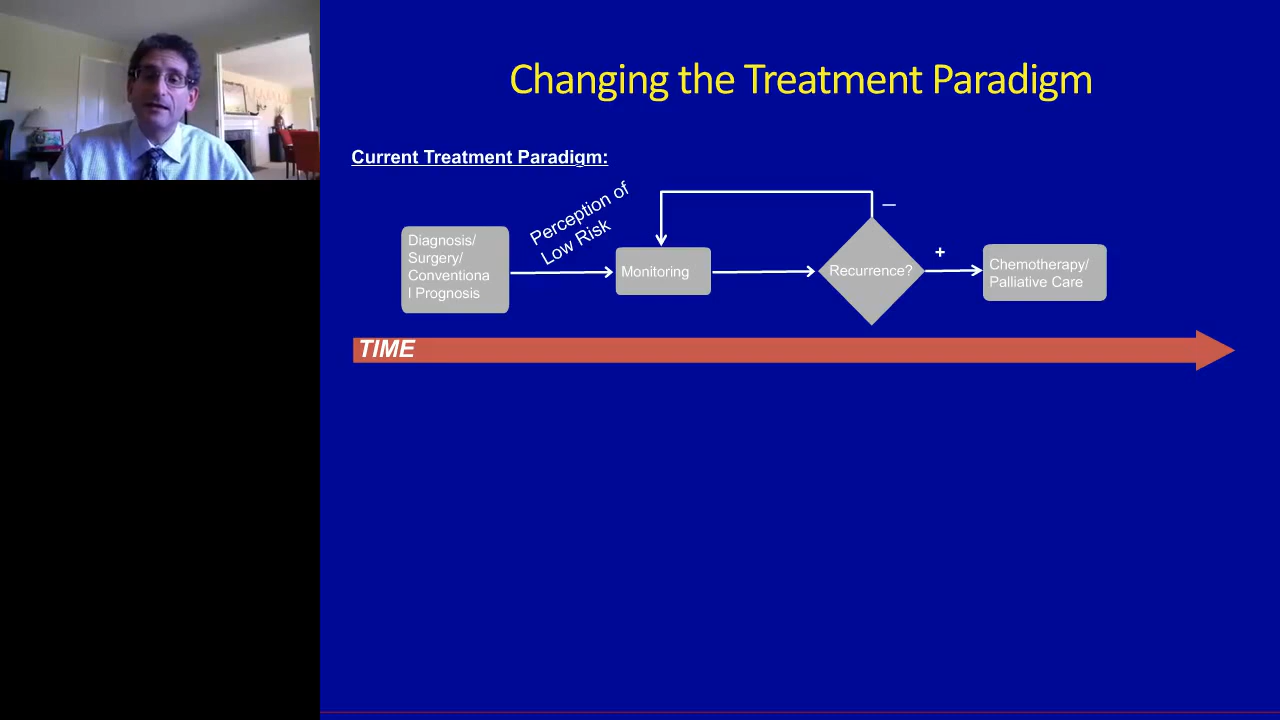 Changing the Treatment Paradigm
Current Treatment Paradigm:
Diagnosis/
Surgery/
Conventiona
l Prognosis
Perception of
Low Risk
Monitoring
Recurrence?
—
+
Chemotherapy/
Palliative Care
TIME